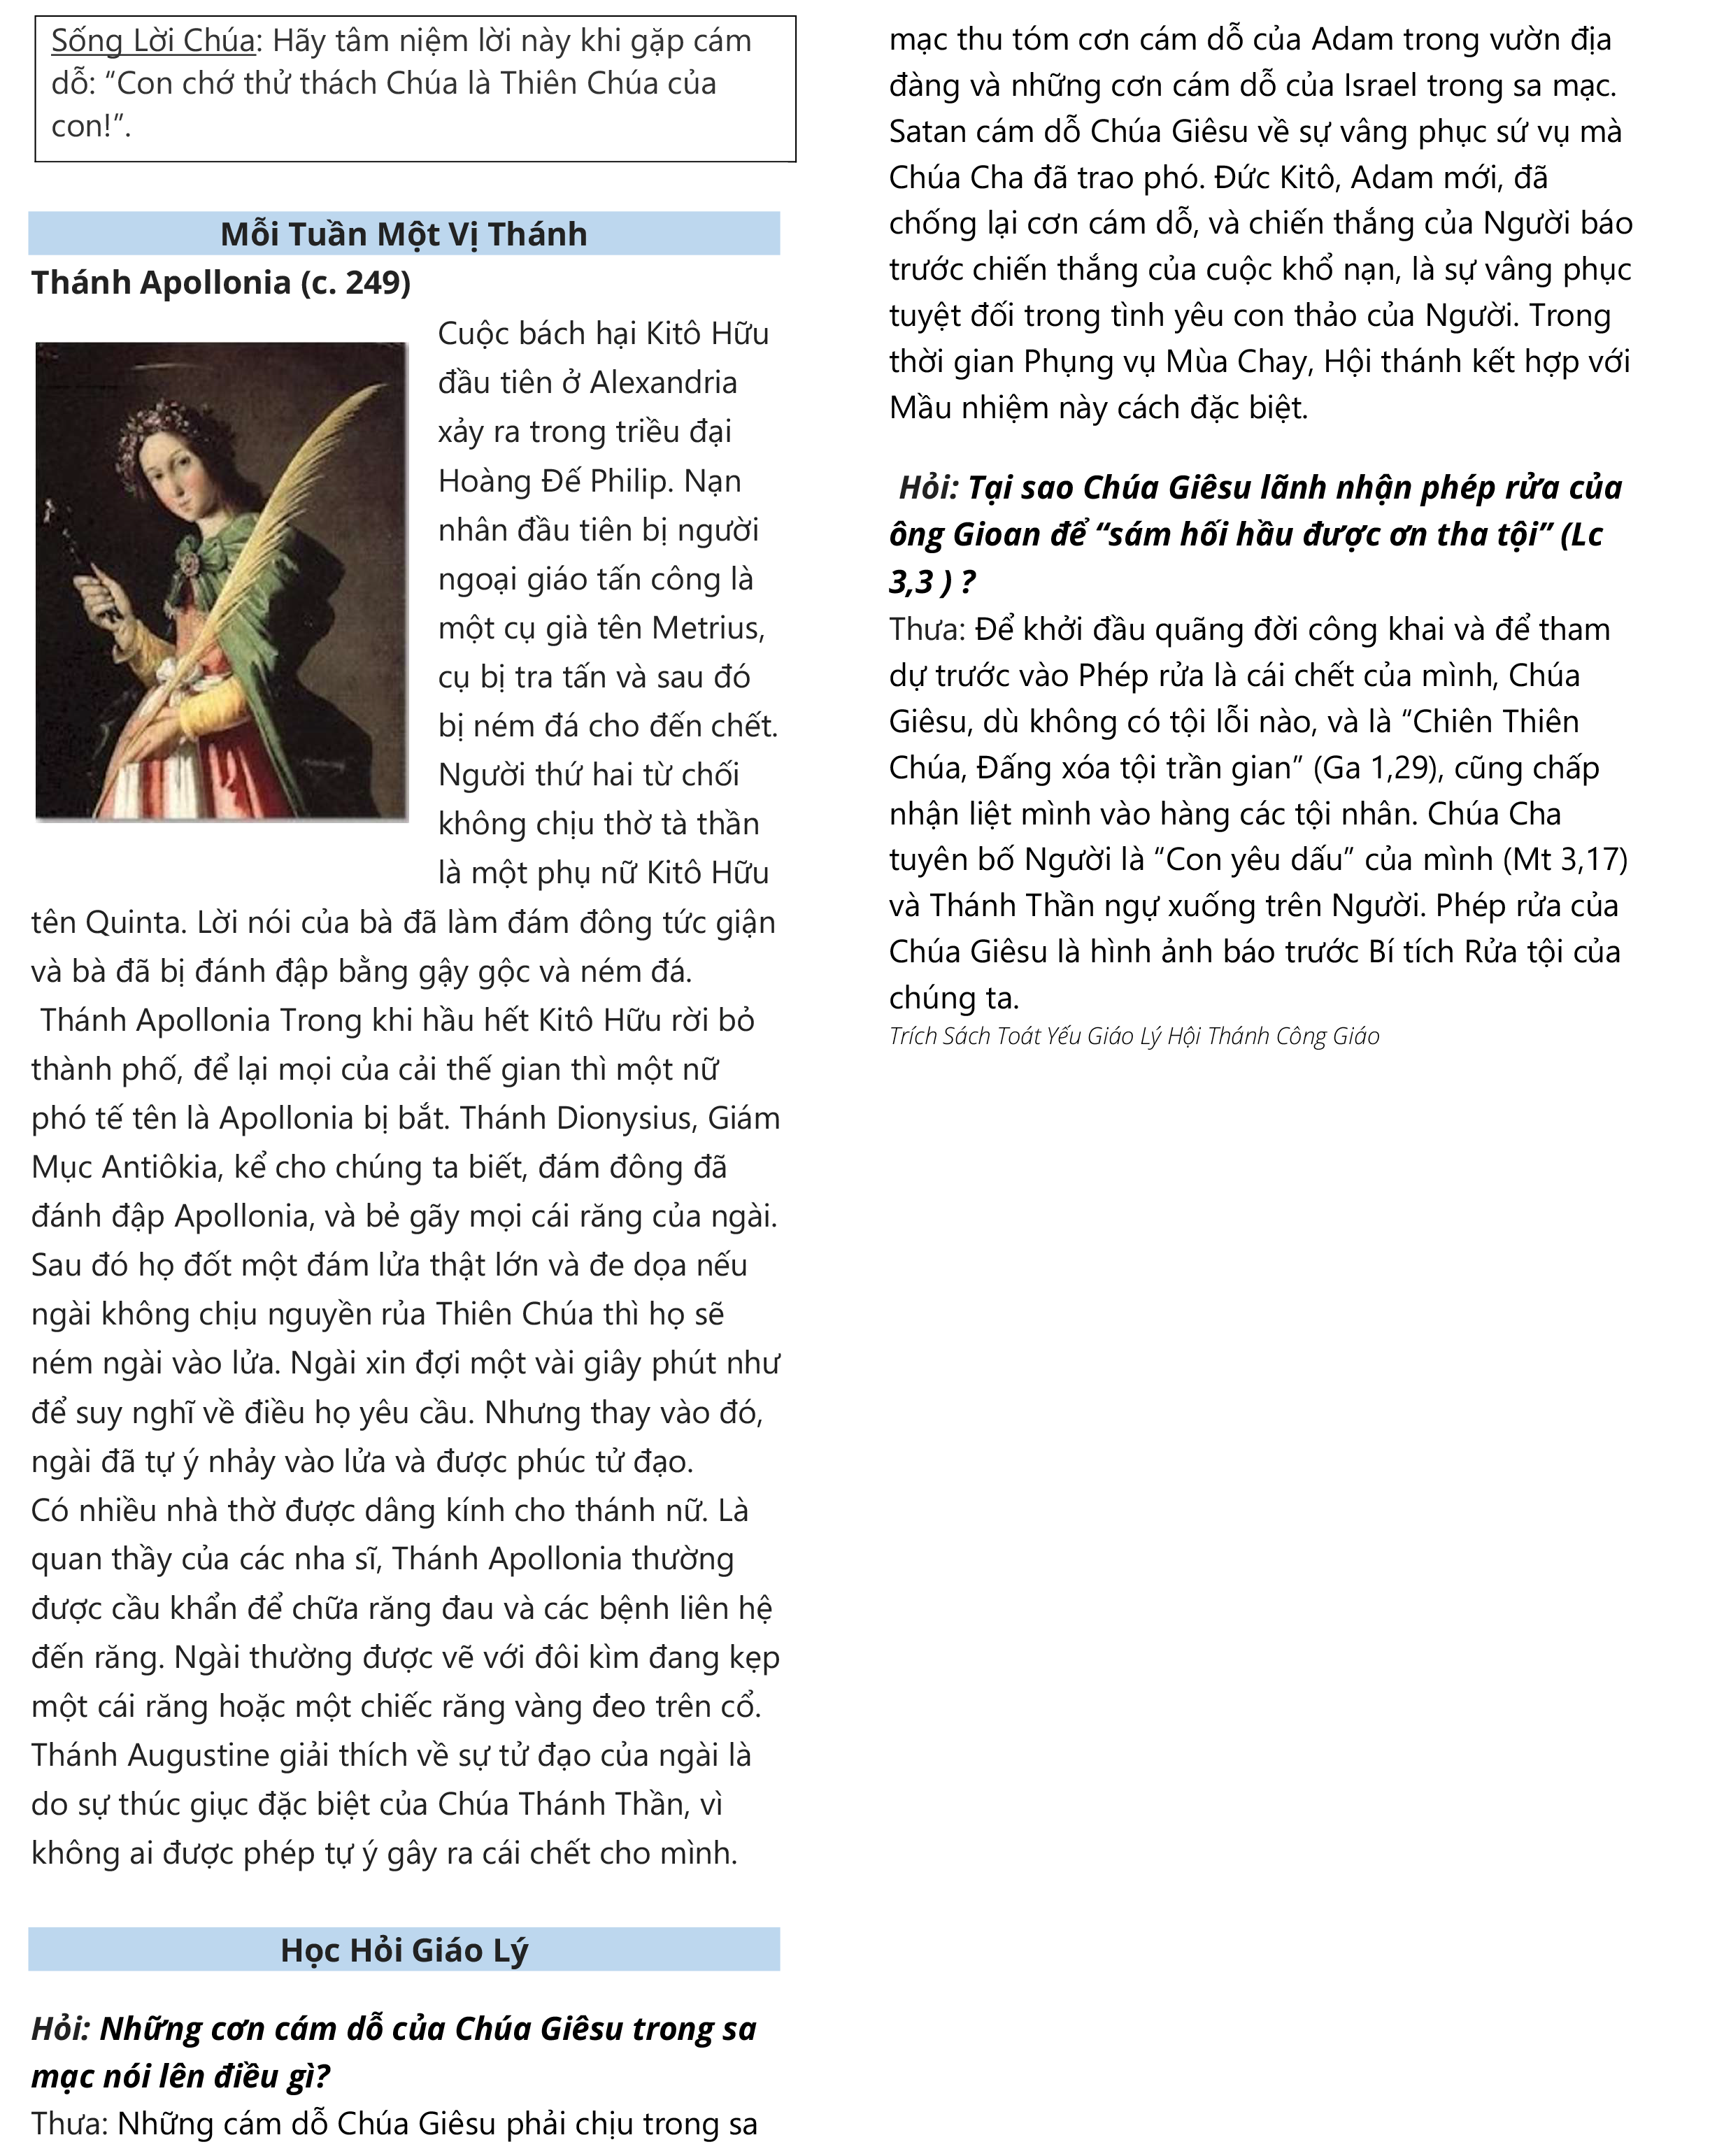 Sống Lời Chúa: Hãy tâm niệm lời này khi gặp cám
dỗ: “Con chớ thử thách Chúa là Thiên Chúa của
con!”.
Mỗi Tuần Một Vị Thánh
Thánh Apollonia (c. 249)
Cuộc bách hại Kitô Hữu
đầu tiên ở Alexandria
xảy ra trong triều đại
Hoàng Đế Philip. Nạn
nhân đầu tiên bị người
ngoại giáo tấn công là
một cụ già tên Metrius,
cụ bị tra tấn và sau đó
bị ném đá cho đến chết.
Người thứ hai từ chối
không chịu thờ tà thần
là một phụ nữ Kitô Hữu
tên Quinta. Lời nói của bà đã làm đám đông tức giận
và bà đã bị đánh đập bằng gậy gộc và ném đá.
Thánh Apollonia Trong khi hầu hết Kitô Hữu rời bỏ
thành phố, để lại mọi của cải thế gian thì một nữ
phó tế tên là Apollonia bị bắt. Thánh Dionysius, Giám
Mục Antiôkia, kể cho chúng ta biết, đám đông đã
đánh đập Apollonia, và bẻ gãy mọi cái răng của ngài.
Sau đó họ đốt một đám lửa thật lớn và đe dọa nếu
ngài không chịu nguyền rủa Thiên Chúa thì họ sẽ
ném ngài vào lửa. Ngài xin đợi một vài giây phút như
để suy nghĩ về điều họ yêu cầu. Nhưng thay vào đó,
ngài đã tự ý nhảy vào lửa và được phúc tử đạo.
Có nhiều nhà thờ được dâng kính cho thánh nữ. Là
quan thầy của các nha sĩ, Thánh Apollonia thường
được cầu khẩn để chữa răng đau và các bệnh liên hệ
đến răng. Ngài thường được vẽ với đôi kìm đang kẹp
một cái răng hoặc một chiếc răng vàng đeo trên cổ.
Thánh Augustine giải thích về sự tử đạo của ngài là
do sự thúc giục đặc biệt của Chúa Thánh Thần, vì
không ai được phép tự ý gây ra cái chết cho mình.
Học Hỏi Giáo Lý
Hỏi: Những cơn cám dỗ của Chúa Giêsu trong sa
mạc nói lên điều gì?
Thưa: Những cám dỗ Chúa Giêsu phải chịu trong sa
mạc thu tóm cơn cám dỗ của Adam trong vườn địa
đàng và những cơn cám dỗ của Israel trong sa mạc.
Satan cám dỗ Chúa Giêsu về sự vâng phục sứ vụ mà
Chúa Cha đã trao phó. Đức Kitô, Adam mới, đã
chống lại cơn cám dỗ, và chiến thắng của Người báo
trước chiến thắng của cuộc khổ nạn, là sự vâng phục
tuyệt đối trong tình yêu con thảo của Người. Trong
thời gian Phụng vụ Mùa Chay, Hội thánh kết hợp với
Mầu nhiệm này cách đặc biệt.
Hỏi: Tại sao Chúa Giêsu lãnh nhận phép rửa của
ông Gioan để “sám hối hầu được ơn tha tội” (Lc
3,3 ) ?
Thưa: Để khởi đầu quãng đời công khai và để tham
dự trước vào Phép rửa là cái chết của mình, Chúa
Giêsu, dù không có tội lỗi nào, và là “Chiên Thiên
Chúa, Đấng xóa tội trần gian” (Ga 1,29), cũng chấp
nhận liệt mình vào hàng các tội nhân. Chúa Cha
tuyên bố Người là “Con yêu dấu” của mình (Mt 3,17)
và Thánh Thần ngự xuống trên Người. Phép rửa của
Chúa Giêsu là hình ảnh báo trước Bí tích Rửa tội của
chúng ta.
Trích Sách Toát Yếu Giáo Lý Hội Thánh Công Giáo